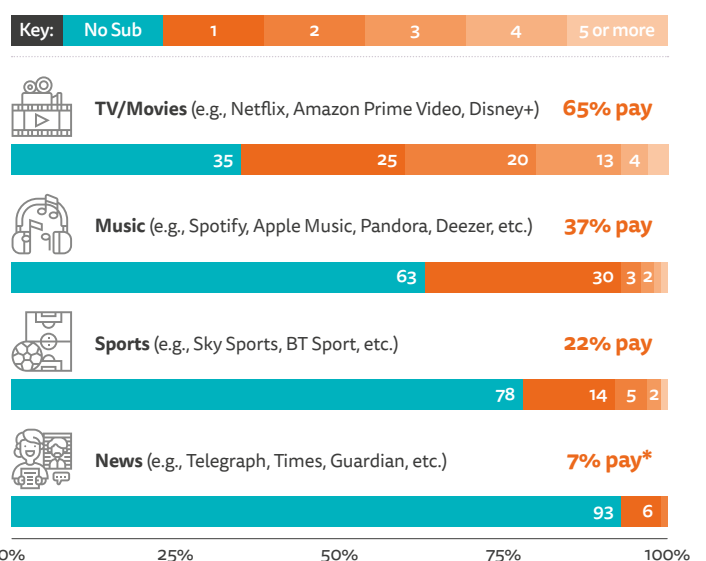 Key: No Sub 1 2 3 4 5 or more
TV/Movies (e.g., Netflix, Amazon Prime Video, Disney+) 65% pay
35 25 20 13 4
Music (e.g., Spotify, Apple Music, Pandora, Deezer, etc.) 37% pay
63 30 3 2
Sports (e.g., Sky Sports, BT Sport, etc.) 22% pay
78 14 5 2
News (e.g., Telegraph, Times, Guardian, etc.) 7% pay*
93 6
0% 25% 50% 75% 100%